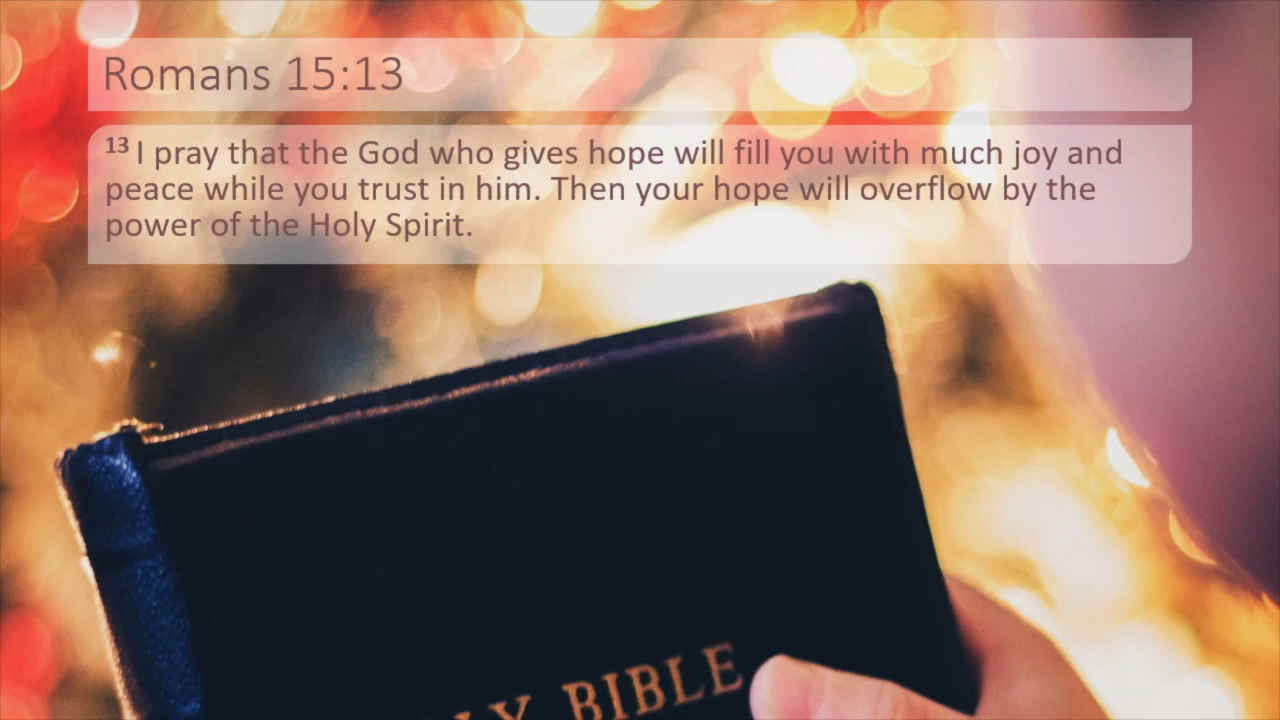 Romans 15:13
13 I pray that the God who gives hope will fill you with much joy and
peace while you trust in him. Then your hope will overflow by the
power of the Holy Spirit.
LY BIBLE